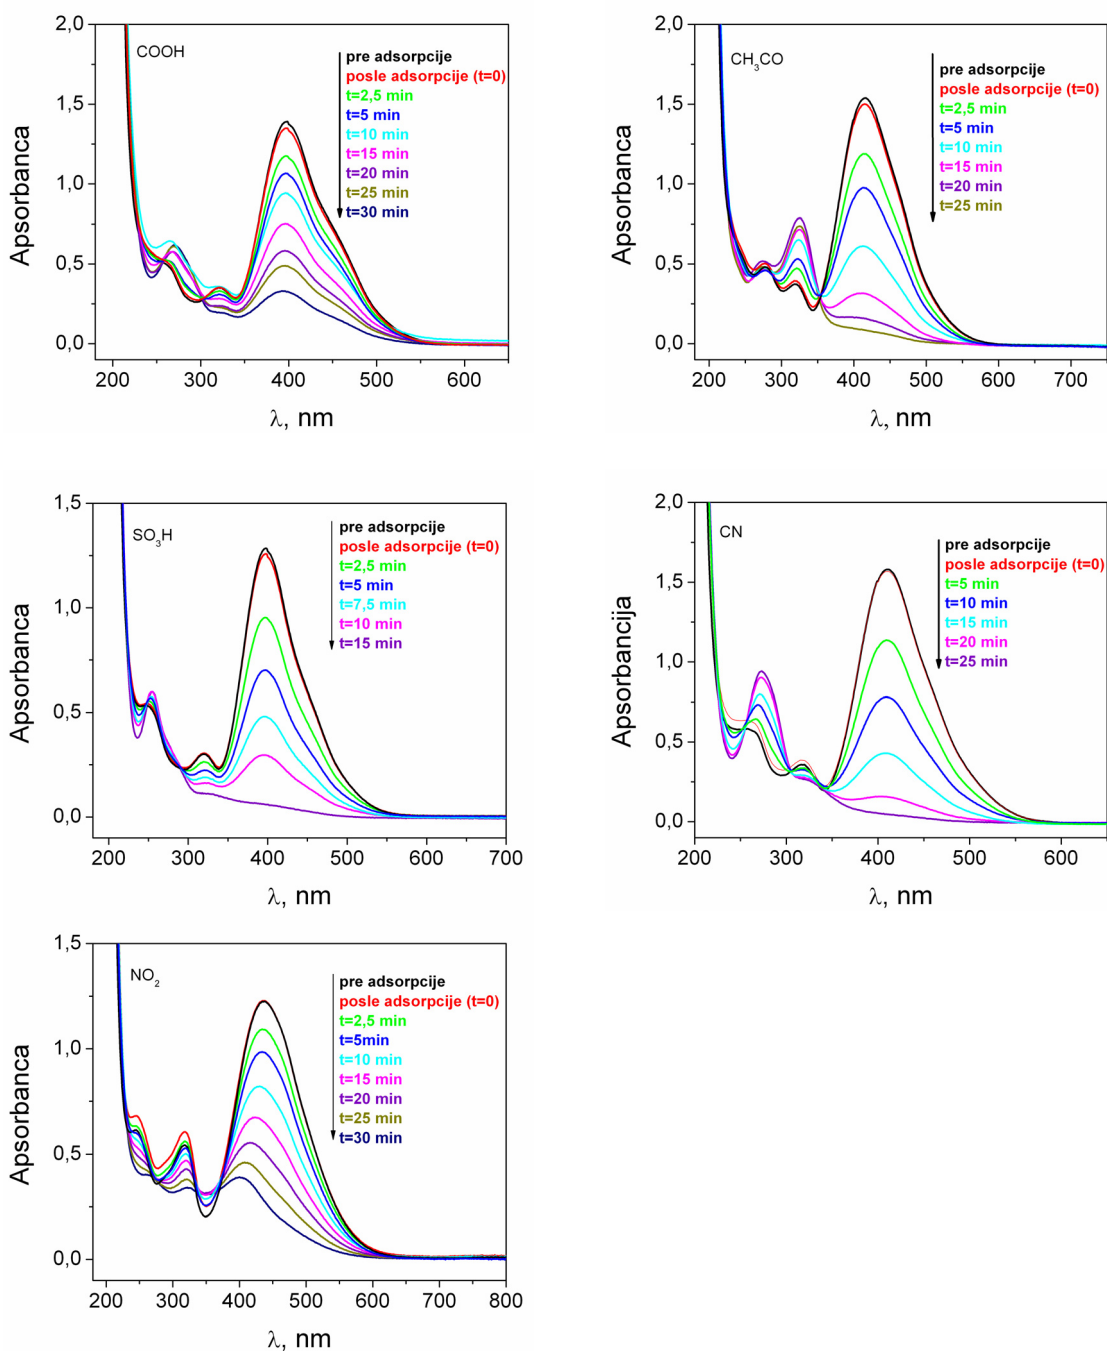 2,0
1,5
1,0
0,5
0,0
Apsorbanca
COOH
pre adsorpcije
posle adsorpcije (t=0)
t=2,5 min
t=5 min
t=10 min
t=15 min
t=20 min
t=25 min
t=30 min
200 300 400 500 600
λ, nm
2,0
1,5
1,0
0,5
0,0
Apsorbanca
CH₃CO
pre adsorpcije
posle adsorpcije (t=0)
t=2,5 min
t=5 min
t=10 min
t=15 min
t=20 min
t=25 min
200 300 400 500 600 700
λ, nm
1,5
1,0
0,5
0,0
Apsorbanca
SO₃H
pre adsorpcije
posle adsorpcije (t=0)
t=2,5 min
t=5 min
t=7,5 min
t=10 min
t=15 min
200 300 400 500 600 700
λ, nm
2,0
1,5
1,0
0,5
0,0
Apsorbancija
CN
pre adsorpcije
posle adsorpcije (t=0)
t=5 min
t=10 min
t=15 min
t=20 min
t=25 min
200 300 400 500 600
λ, nm
1,5
1,0
0,5
0,0
Apsorbanca
NO₂
pre adsorpcije
posle adsorpcije (t=0)
t=2,5 min
t=5min
t=10 min
t=15 min
t=20 min
t=25 min
t=30 min
200 300 400 500 600 700 800
λ, nm